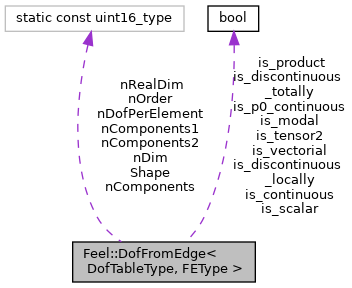 static const uint16_type
bool
nRealDim
nOrder
nDofPerElement
nComponents1
nComponents2
nDim
Shape
nComponents
is_product
is_discontinuous
_totally
is_p0_continuous
is_modal
is_tensor2
is_vectorial
is_discontinuous
_locally
is_continuous
is_scalar
Feel::DofFromEdge<
DofTableType, FEType >